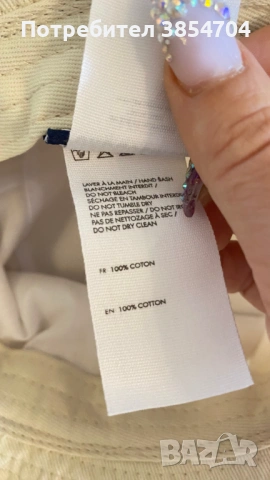 Потребител 3854704
LAVER À LA MAIN / HAND WASH
BLANCHIMENT INTERDIT /
DO NOT BLEACH
SÉCHAGE EN TAMBOUR INTERDIT
DO NOT TUMBLE DRY
NE PAS REPASSER / DO NOT
PAS DE NETTOYAGE À SEC /
DO NOT DRY CLEAN
FR 100% COTON
EN 100% COTTON
bazar
БГ